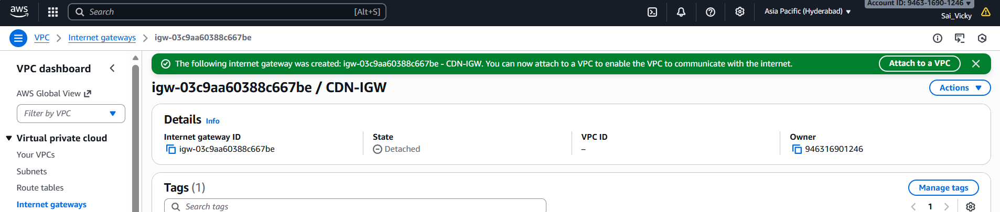 aws
Search [Alt+S]
Asia Pacific (Hyderabad)
Account ID: 9463-1690-1246
Sai_Vicky
VPC
Internet gateways
igw-03c9aa60388c667be
VPC dashboard
AWS Global View
Filter by VPC
Virtual private cloud
Your VPCs
Subnets
Route tables
Internet gateways
The following internet gateway was created: igw-03c9aa60388c667be - CDN-IGW. You can now attach to a VPC to enable the VPC to communicate with the internet.
Attach to a VPC
igw-03c9aa60388c667be / CDN-IGW
Actions
Details Info
Internet gateway ID
igw-03c9aa60388c667be
State
Detached
VPC ID
–
Owner
946316901246
Tags (1)
Manage tags
Search tags
1